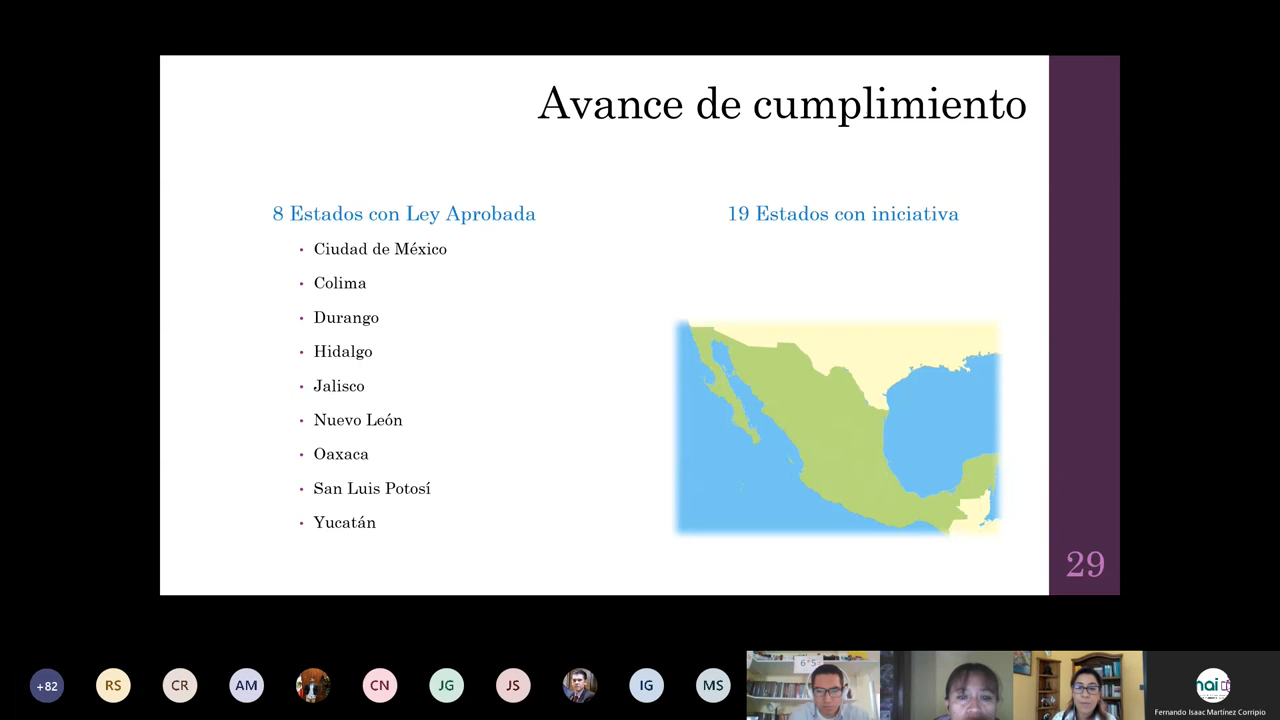 Avance de cumplimiento
8 Estados con Ley Aprobada
• Ciudad de México
• Colima
• Durango
• Hidalgo
• Jalisco
• Nuevo León
• Oaxaca
• San Luis Potosí
• Yucatán
19 Estados con iniciativa
29
+82
RS
CR
AM
CN
JG
JS
IG
MS
nai
Fernando Isaac Martínez Corripio